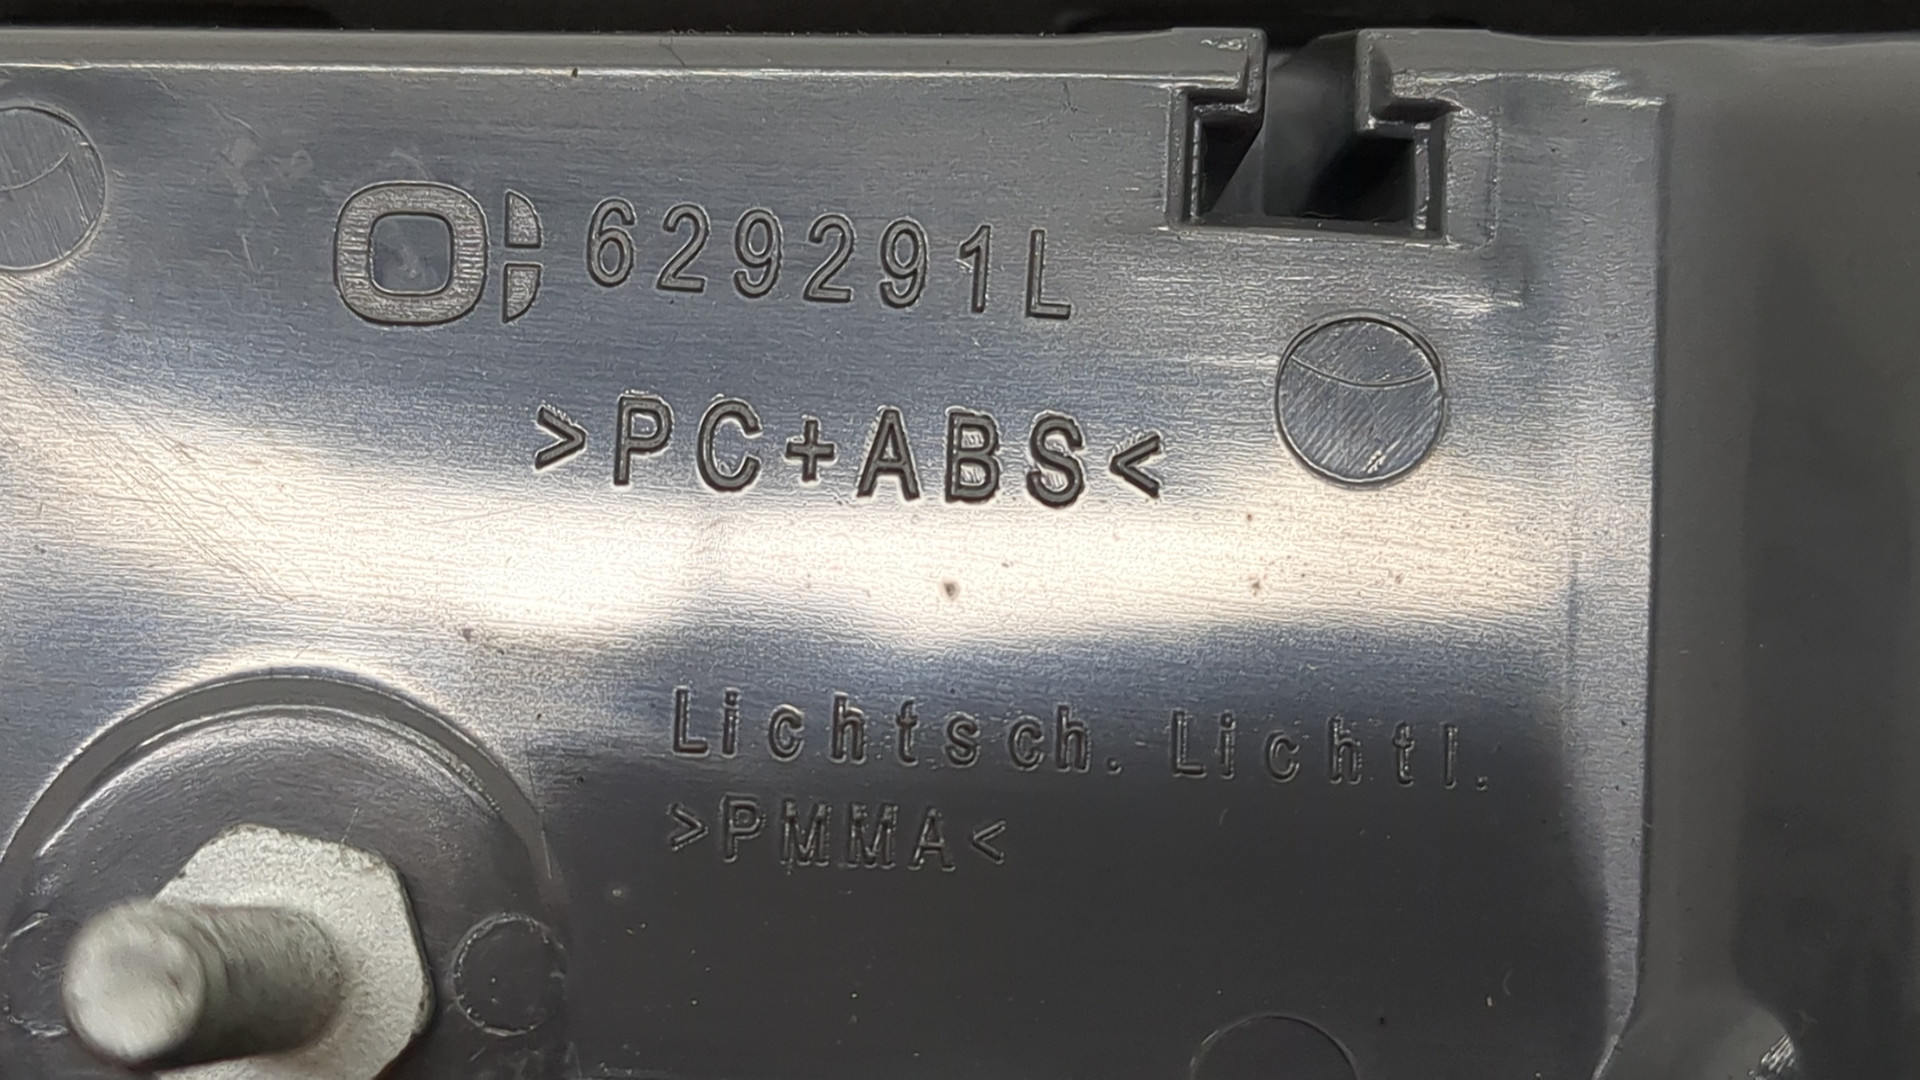 629291L
>PC+ABS<
Lichtsch. Lichtl.
>PMMA<